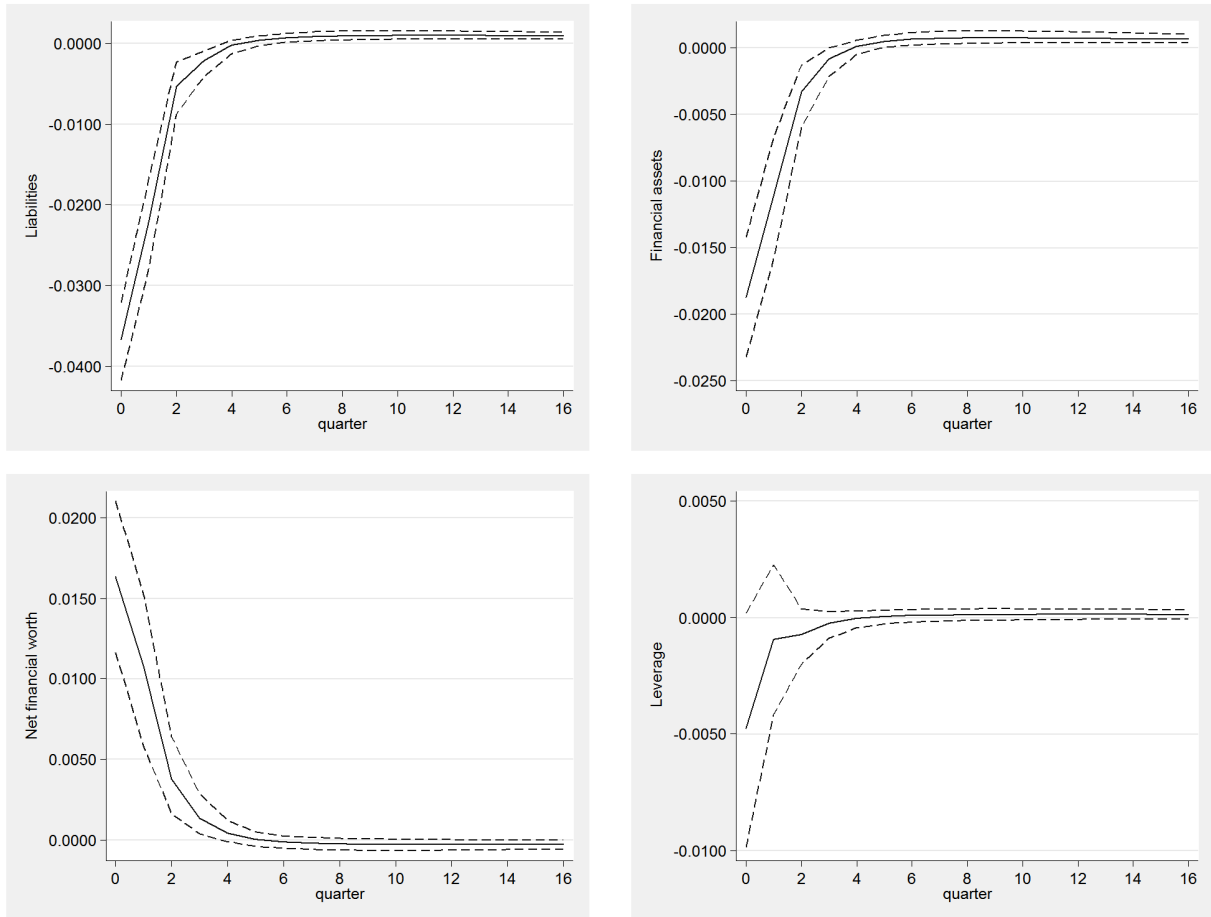 0.0000
-0.0100
-0.0200
-0.0300
-0.0400
Liabilities
0 2 4 6 8 10 12 14 16
quarter
0.0000
-0.0050
-0.0100
-0.0150
-0.0200
-0.0250
Financial assets
0 2 4 6 8 10 12 14 16
quarter
0.0200
0.0150
0.0100
0.0050
0.0000
Net financial worth
0 2 4 6 8 10 12 14 16
quarter
0.0050
0.0000
-0.0050
-0.0100
Leverage
0 2 4 6 8 10 12 14 16
quarter